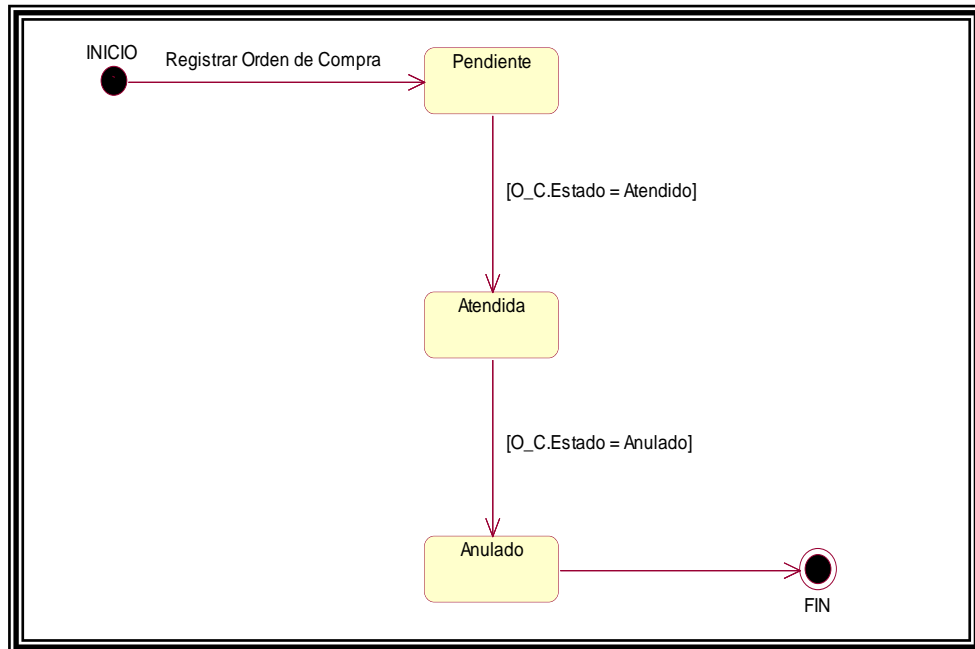 INICIO
Registrar Orden de Compra
Pendiente
[O_C.Estado = Atendido]
Atendida
[O_C.Estado = Anulado]
Anulado
FIN